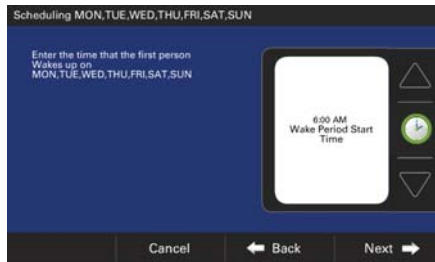 Scheduling MON,TUE,WED,THU,FRI,SAT,SUN
Enter the time that the first person
Wakes up on
MON,TUE,WED,THU,FRI,SAT,SUN
6:00 AM
Wake Period Start
Time
Cancel
Back
Next